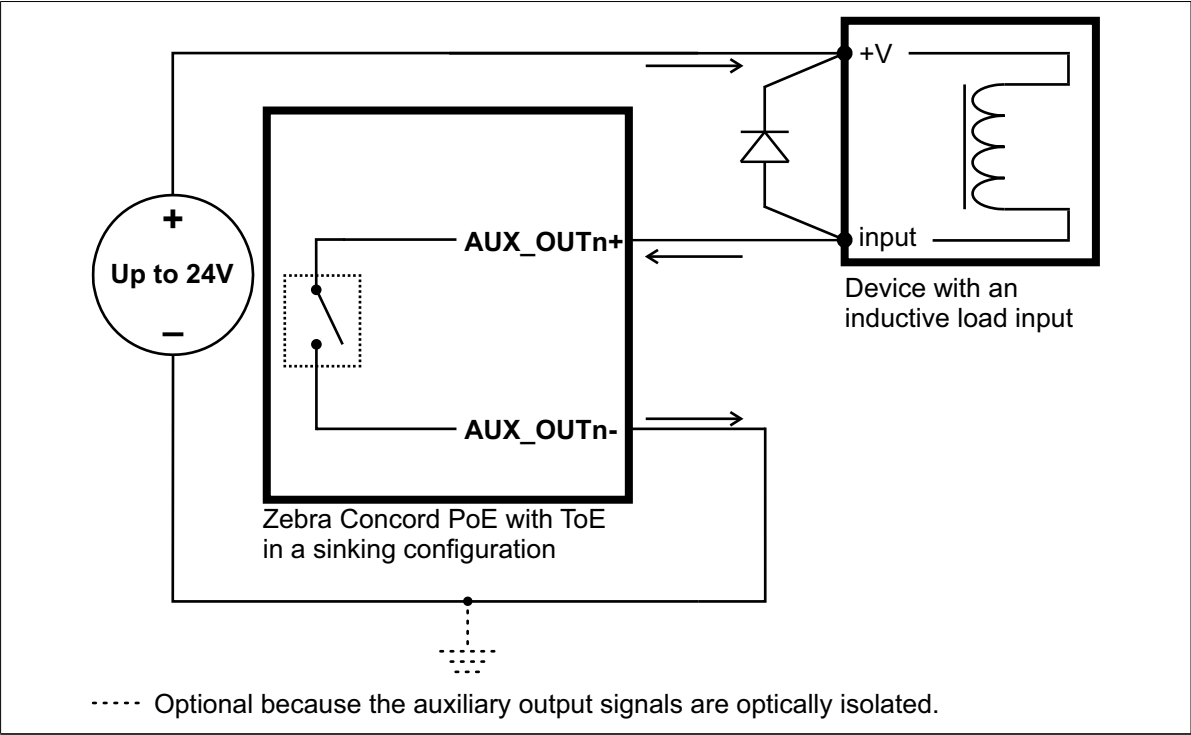 +V
+
Up to 24V
–
AUX_OUTn+
input
Device with an
inductive load input
AUX_OUTn-
Zebra Concord PoE with ToE
in a sinking configuration
Optional because the auxiliary output signals are optically isolated.